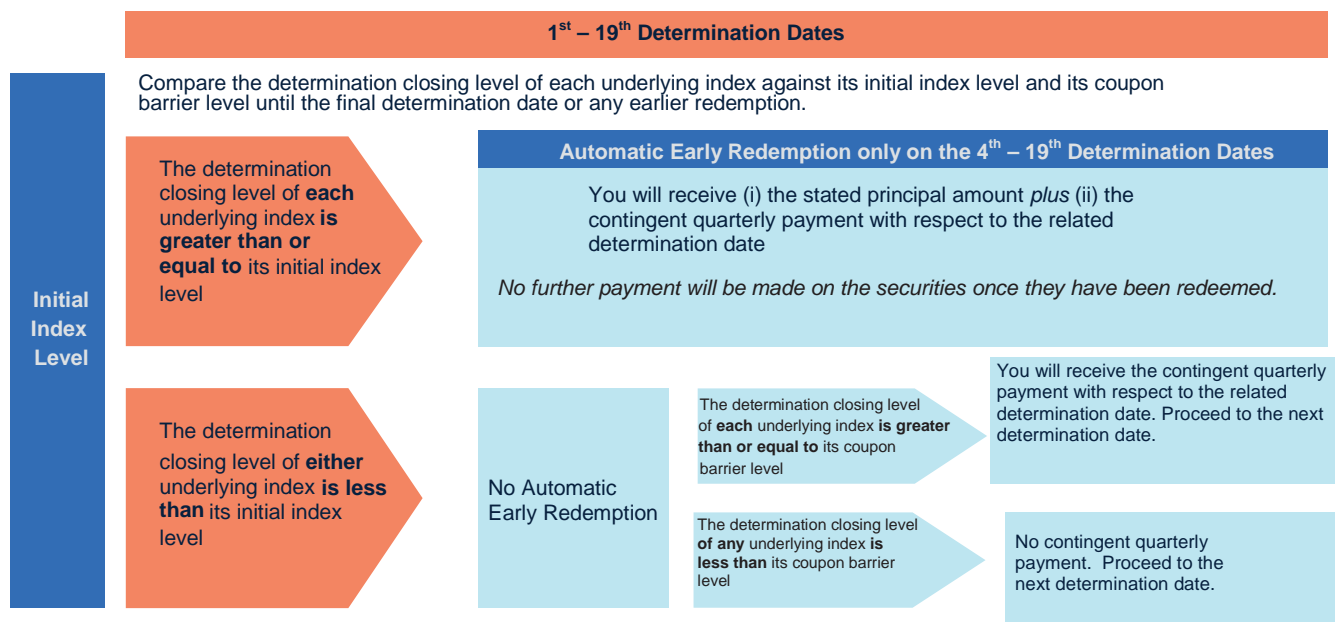 1st – 19th Determination Dates
Compare the determination closing level of each underlying index against its initial index level and its coupon
barrier level until the final determination date or any earlier redemption.
Initial
Index
Level
The determination
closing level of each
underlying index is
greater than or
equal to its initial index
level
Automatic Early Redemption only on the 4th – 19th Determination Dates
You will receive (i) the stated principal amount plus (ii) the
contingent quarterly payment with respect to the related
determination date
No further payment will be made on the securities once they have been redeemed.
The determination
closing level of either
underlying index is less
than its initial index
level
No Automatic
Early Redemption
The determination closing level
of each underlying index is greater
than or equal to its coupon
barrier level
You will receive the contingent quarterly
payment with respect to the related
determination date. Proceed to the next
determination date.
The determination closing level
of any underlying index is
less than its coupon barrier
level
No contingent quarterly
payment. Proceed to the
next determination date.